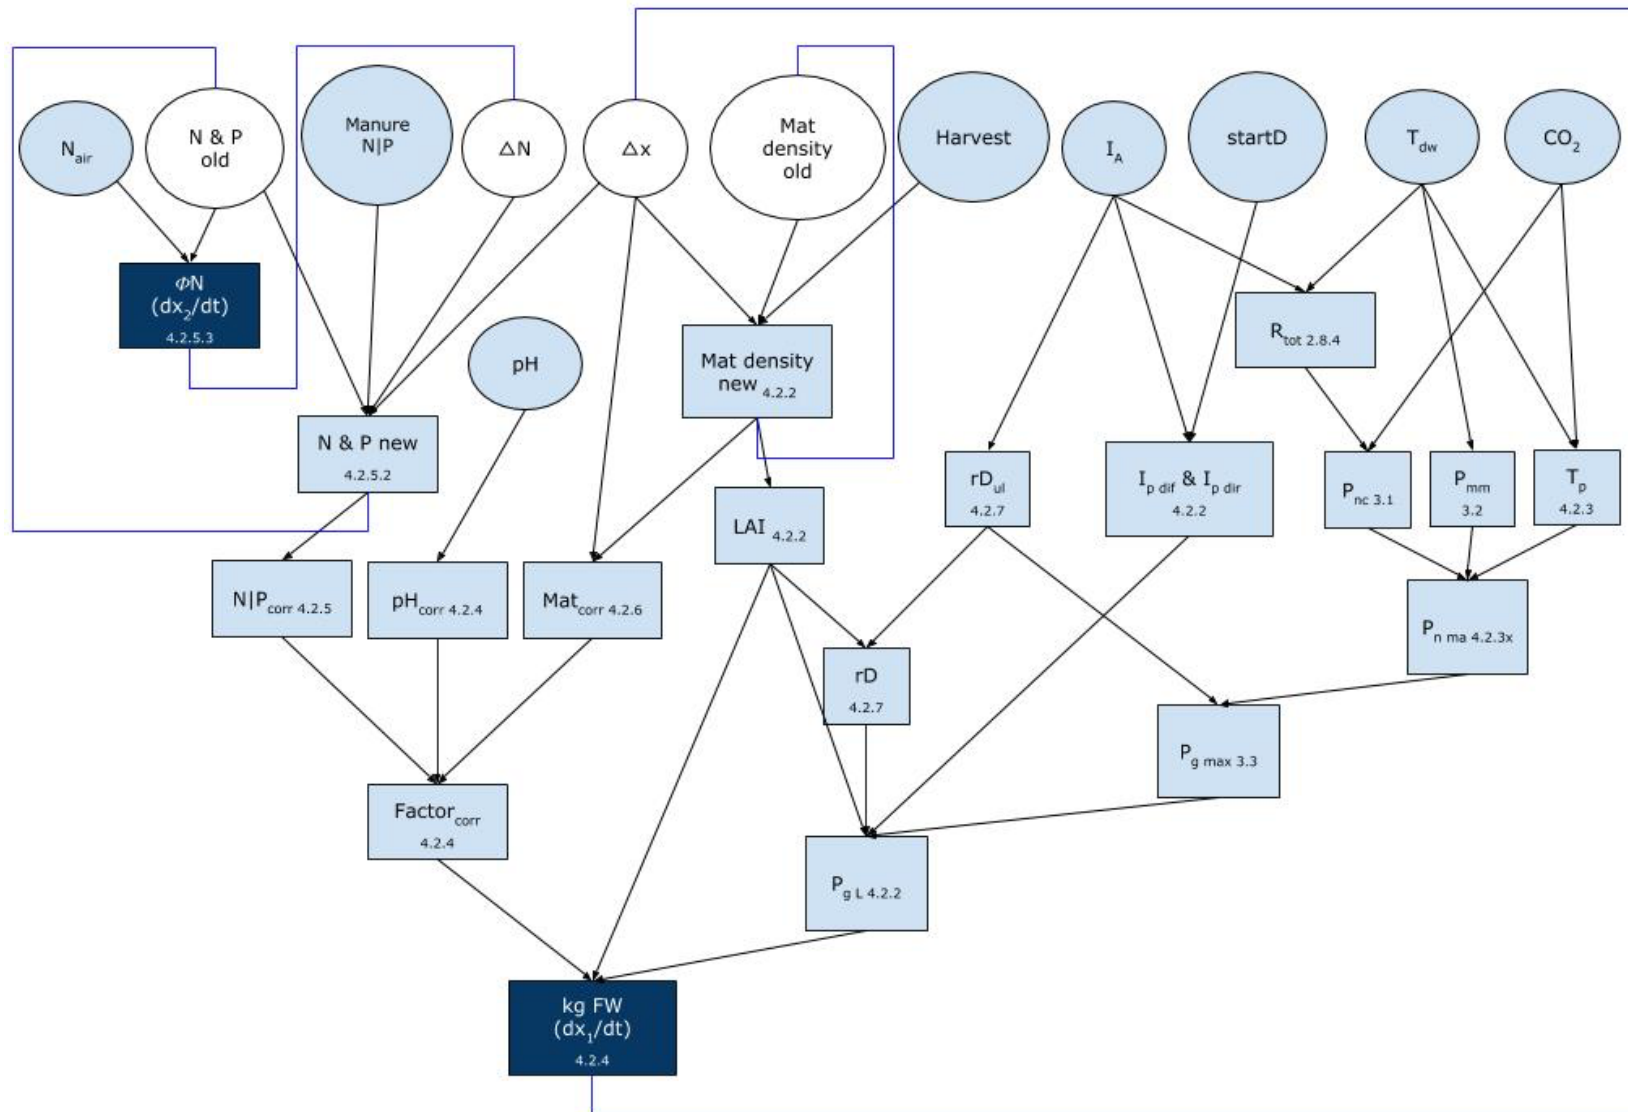 N_air
N & P
old
Manure
N|P
△N
△x
Mat
density
old
Harvest
I_A
startD
T_dw
CO₂
ΦN
(dx₂/dt)
4.2.5.3
R_tot 2.8.4
pH
Mat density
new 4.2.2
N & P new
4.2.5.2
rD_ul
4.2.7
I_p dif & I_p dir
4.2.2
P_nc 3.1
P_mm
3.2
T_p
4.2.3
LAI 4.2.2
N|P_corr 4.2.5
pH_corr 4.2.4
Mat_corr 4.2.6
P_n ma 4.2.3x
rD
4.2.7
P_g max 3.3
Factor_corr
4.2.4
P_g L 4.2.2
kg FW
(dx₁/dt)
4.2.4